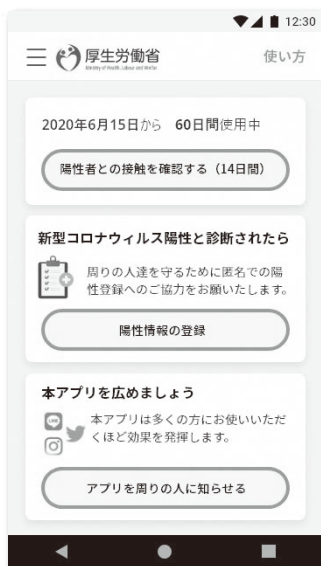 12:30
厚生労働省
Ministry of Health, Labour and Welfare
使い方
2020年6月15日から 60日間使用中
陽性者との接触を確認する（14日間）
新型コロナウィルス陽性と診断されたら
周りの人達を守るために匿名での陽
性登録へのご協力をお願いたします。
陽性情報の登録
本アプリを広めましょう
LINE
本アプリは多くの方にお使いいただ
くほど効果を発揮します。
アプリを周りの人に知らせる